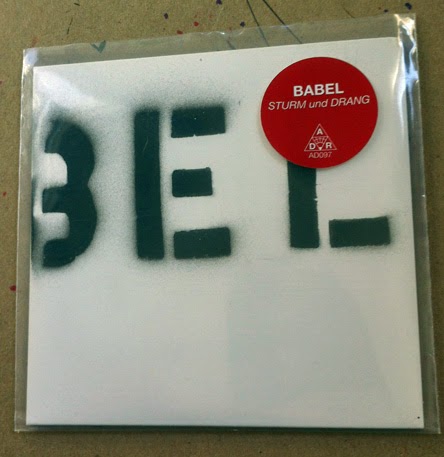 BABEL
STURM und DRANG
A
D R
AD097
BEL